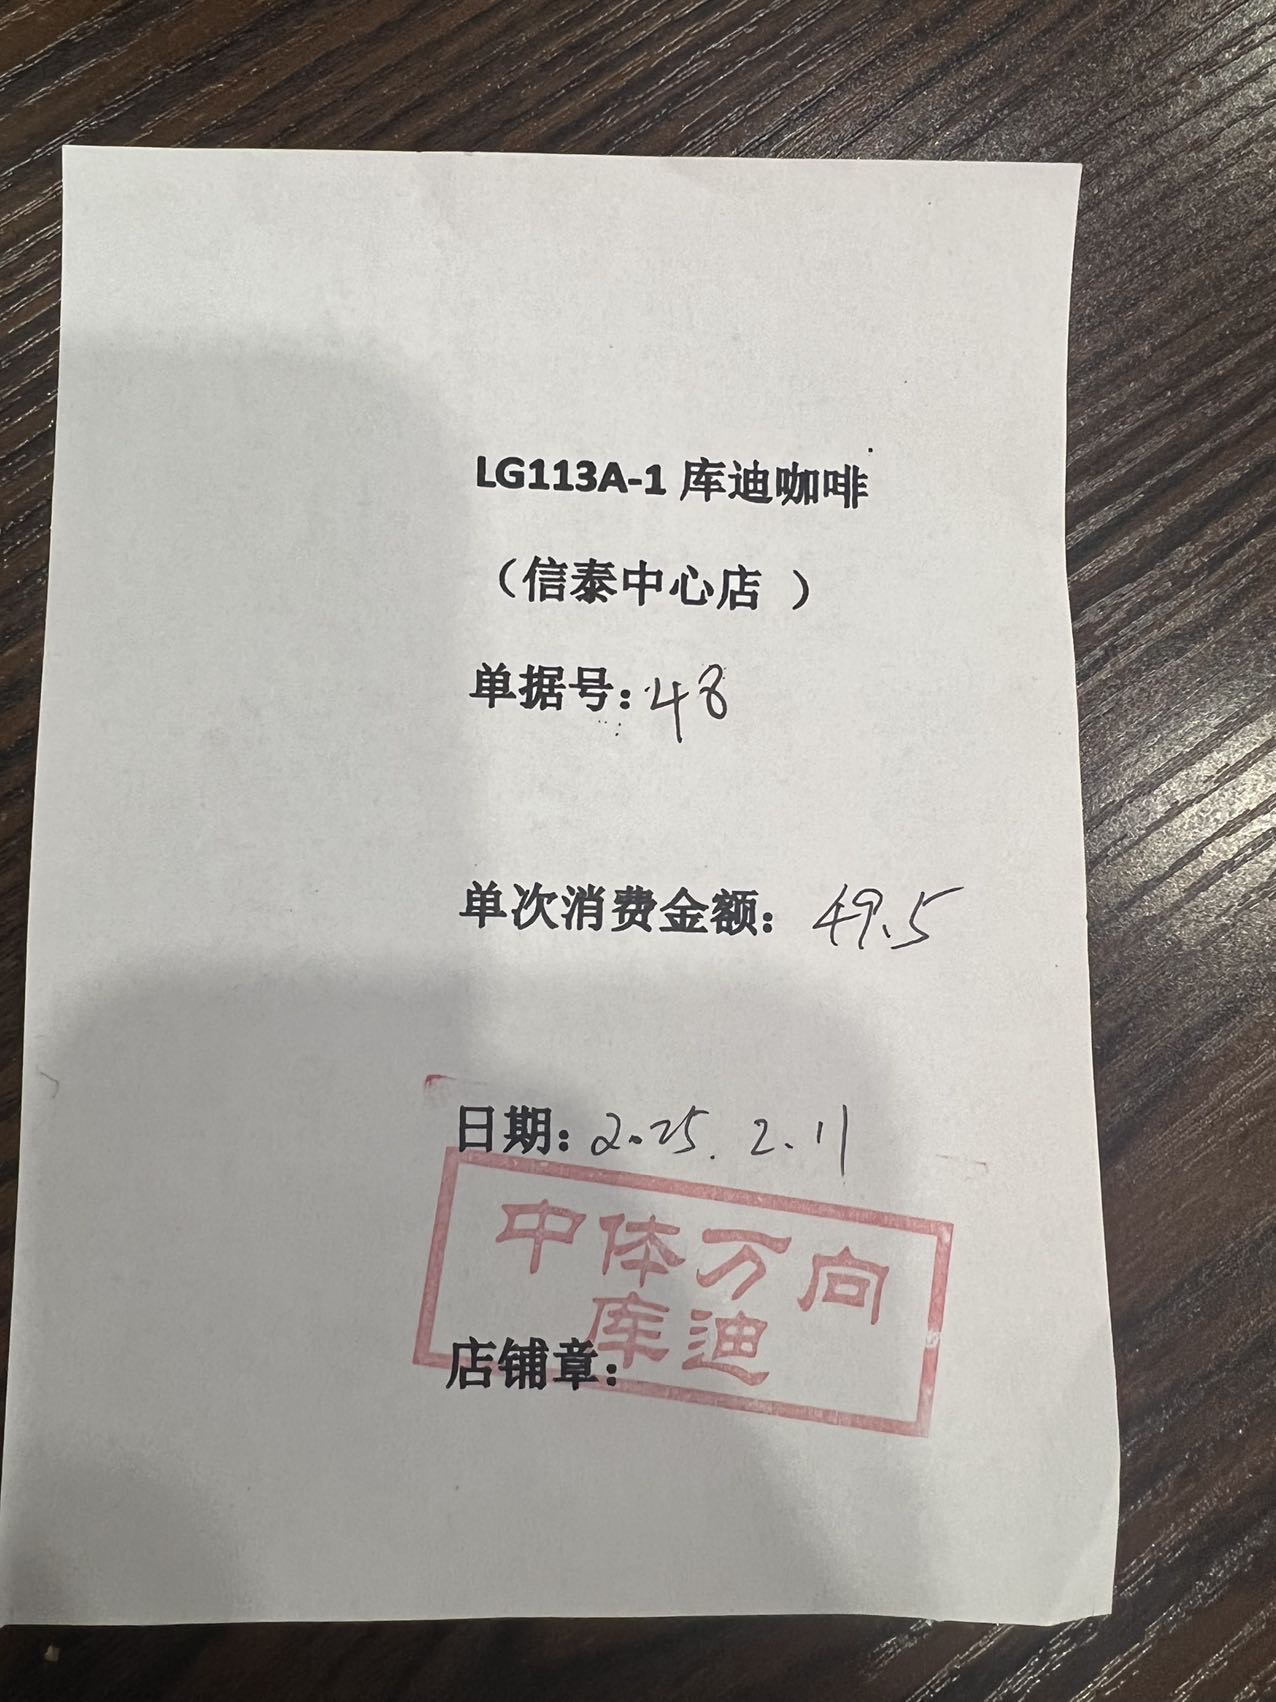 LG113A-1 库迪咖啡
（信泰中心店 ）
单据号：48
单次消费金额：49.5
日期：2025.2.11
中体万向
库迪
店铺章：